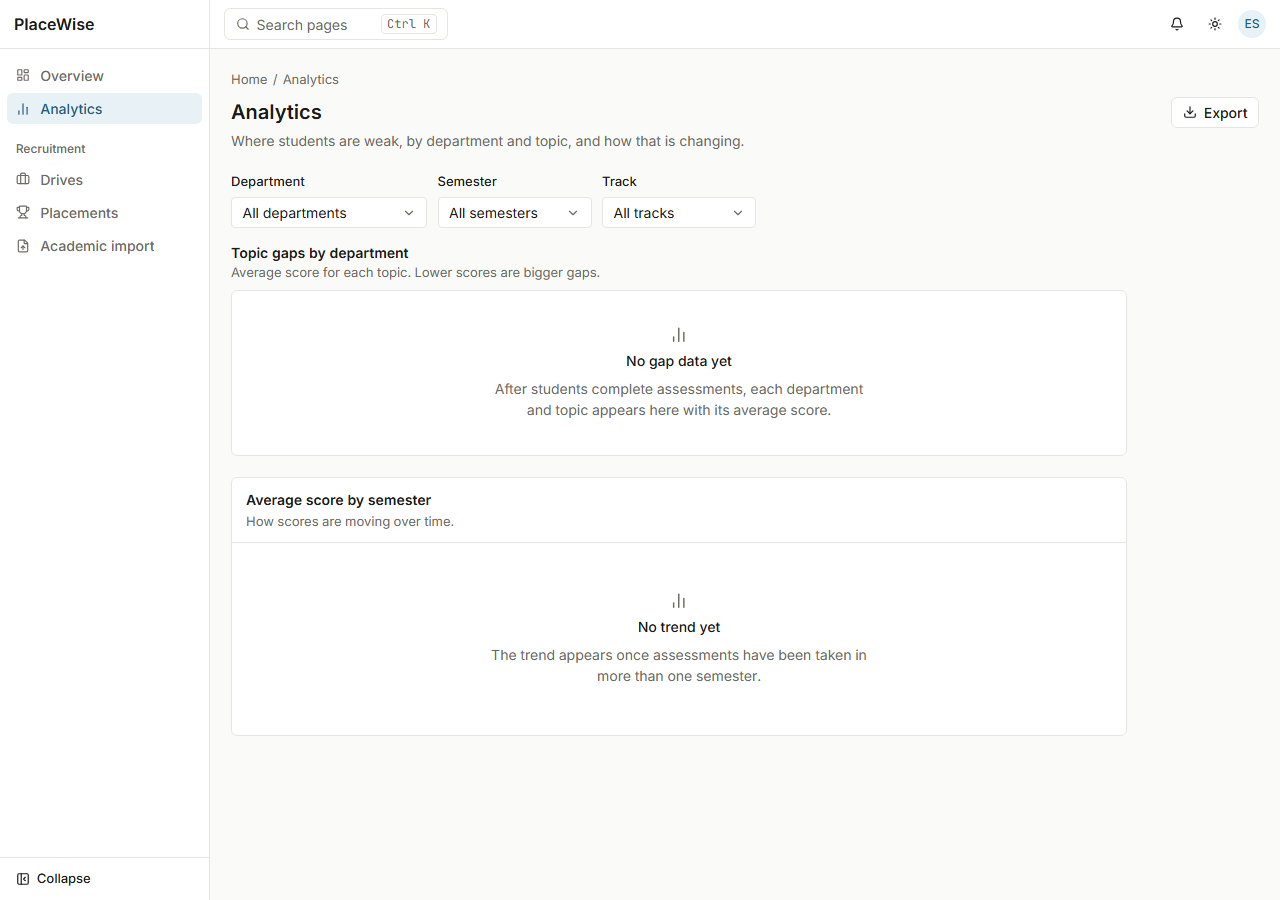 PlaceWise
Search pages
Ctrl K
ES
Overview
Analytics
Recruitment
Drives
Placements
Academic import
Collapse
Home / Analytics
Analytics
Export
Where students are weak, by department and topic, and how that is changing.
Department
Semester
Track
All departments
All semesters
All tracks
Topic gaps by department
Average score for each topic. Lower scores are bigger gaps.
No gap data yet
After students complete assessments, each department
and topic appears here with its average score.
Average score by semester
How scores are moving over time.
No trend yet
The trend appears once assessments have been taken in
more than one semester.